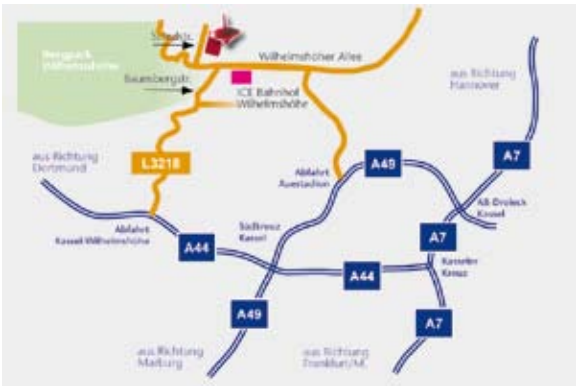 Bergpark
Wilhelmshöhe
Wilhelmshöher Allee
Baunsbergstr.
ICE Bahnhof
Wilhelmshöhe
aus Richtung
Hannover
aus Richtung
Dortmund
L3218
Abfahrt
Auestadion
A49
A7
Abfahrt
Kassel-Wilhelmshöhe
Südkreuz
Kassel
AB-Dreieck
Kassel
A44
A7
Kasseler
Kreuz
A44
A49
A7
aus Richtung
Marburg
aus Richtung
Frankfurt/M.